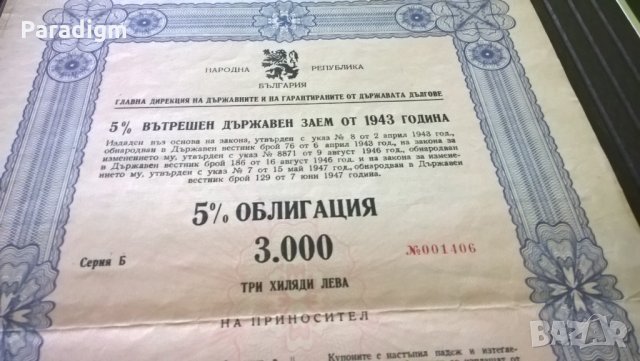 Paradigm
НАРОДНА РЕПУБЛИКА
БЪЛГАРИЯ
ГЛАВНА ДИРЕКЦИЯ НА ДЪРЖАВНИТЕ И НА ГАРАНТИРАНИТЕ ОТ ДЪРЖАВАТА ДЪЛГОВЕ
5% ВЪТРЕШЕН ДЪРЖАВЕН ЗАЕМ ОТ 1943 ГОДИНА
Издаден въз основа на закона, утвърден с указ № 8 от 2 април 1943 год.,
обнародван в Държавен вестник брой 76 от 6 април 1943 год., на закона за
изменението му, утвърден с указ № 8871 от 9 август 1946 год., обнародван
в Държавен вестник брой 186 от 16 август 1946 год. и на закона за измене-
нието му, утвърден с указ № 7 от 15 май 1947 год., обнародван в Държавен
вестник брой 129 от 7 юни 1947 година.
5% ОБЛИГАЦИЯ
Серия Б 3.000 №001406
ТРИ ХИЛЯДИ ЛЕВА
НА ПРИНОСИТЕЛ
Купоните с настъпил падеж и изтегле-
BAZAR